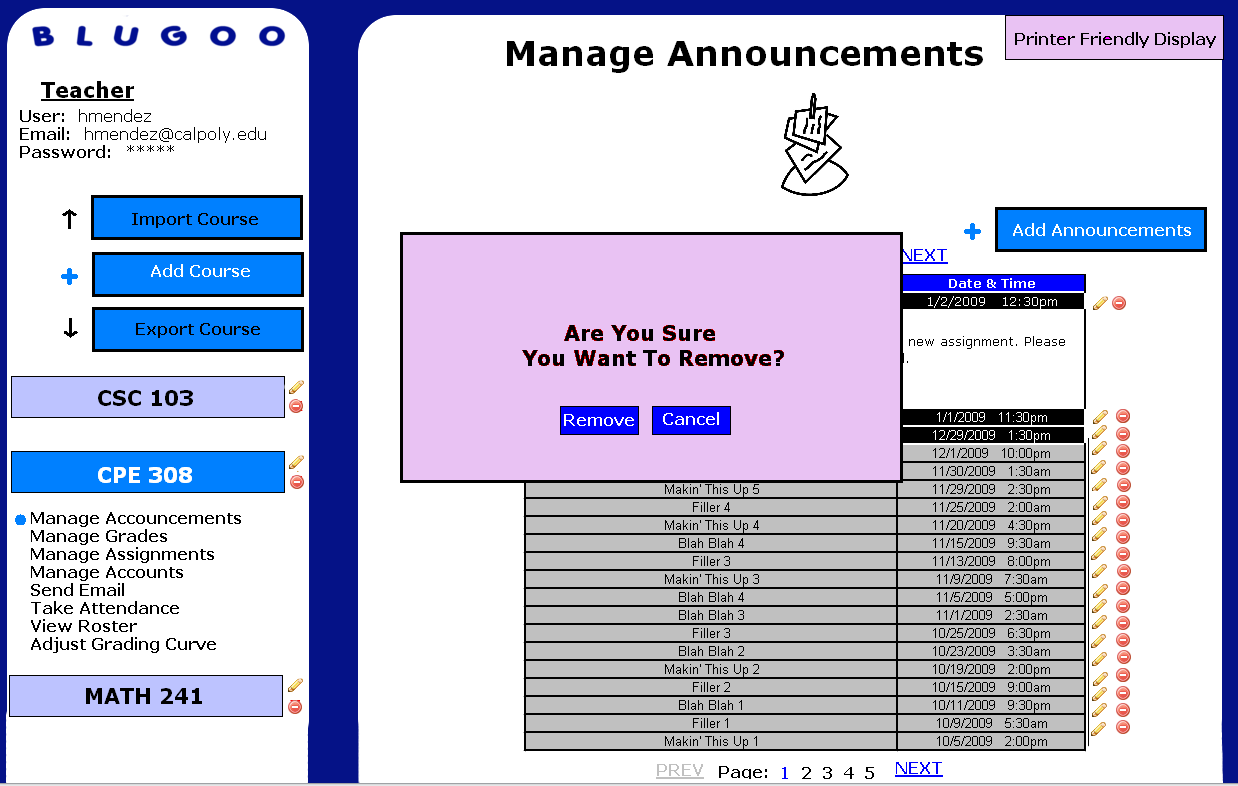 B L U G O O
Teacher
User: hmendez
Email: hmendez@calpoly.edu
Password: *****
↑ Import Course
+ Add Course
↓ Export Course
CSC 103
CPE 308
Manage Accouncements
Manage Grades
Manage Assignments
Manage Accounts
Send Email
Take Attendance
View Roster
Adjust Grading Curve
MATH 241
Manage Announcements
Printer Friendly Display
+ Add Announcements
NEXT
Date & Time
1/2/2009 12:30pm
new assignment. Please
Are You Sure
You Want To Remove?
Remove Cancel
1/1/2009 11:30pm
12/29/2009 1:30pm
12/1/2009 10:00pm
11/30/2009 1:30am
Makin' This Up 5 11/29/2009 2:30pm
Filler 4 11/25/2009 2:00am
Makin' This Up 4 11/20/2009 4:30pm
Blah Blah 4 11/15/2009 9:30am
Filler 3 11/13/2009 8:00pm
Makin' This Up 3 11/9/2009 7:30am
Blah Blah 4 11/5/2009 5:00pm
Blah Blah 3 11/1/2009 2:30am
Filler 3 10/25/2009 6:30pm
Blah Blah 2 10/23/2009 3:30am
Makin' This Up 2 10/19/2009 2:00pm
Filler 2 10/15/2009 9:00am
Blah Blah 1 10/11/2009 9:30pm
Filler 1 10/9/2009 5:30am
Makin' This Up 1 10/5/2009 2:00pm
PREV Page: 1 2 3 4 5 NEXT